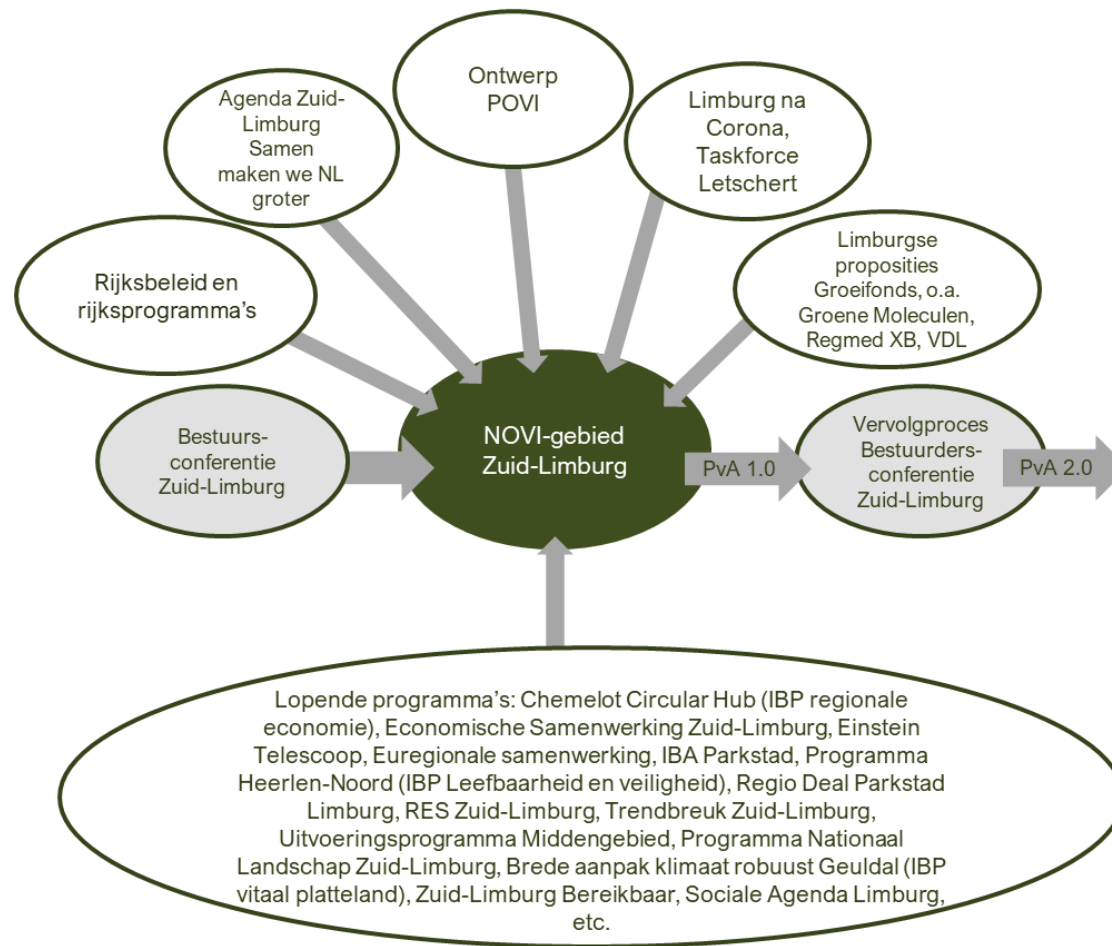 Ontwerp
POVI
Agenda Zuid-
Limburg
Samen
maken we NL
groter
Limburg na
Corona,
Taskforce
Letschert
Rijksbeleid en
rijksprogramma's
Limburgse
proposities
Groeifonds, o.a.
Groene Moleculen,
Regmed XB, VDL
Bestuurs-
conferentie
Zuid-Limburg
NOVI-gebied
Zuid-Limburg
PvA 1.0
Vervolgproces
Bestuurders-
conferentie
Zuid-Limburg
PvA 2.0
Lopende programma's: Chemelot Circular Hub (IBP regionale
economie), Economische Samenwerking Zuid-Limburg, Einstein
Telescoop, Euregionale samenwerking, IBA Parkstad, Programma
Heerlen-Noord (IBP Leefbaarheid en veiligheid), Regio Deal Parkstad
Limburg, RES Zuid-Limburg, Trendbreuk Zuid-Limburg,
Uitvoeringsprogramma Middengebied, Programma Nationaal
Landschap Zuid-Limburg, Brede aanpak klimaat robuust Geuldal (IBP
vitaal platteland), Zuid-Limburg Bereikbaar, Sociale Agenda Limburg,
etc.